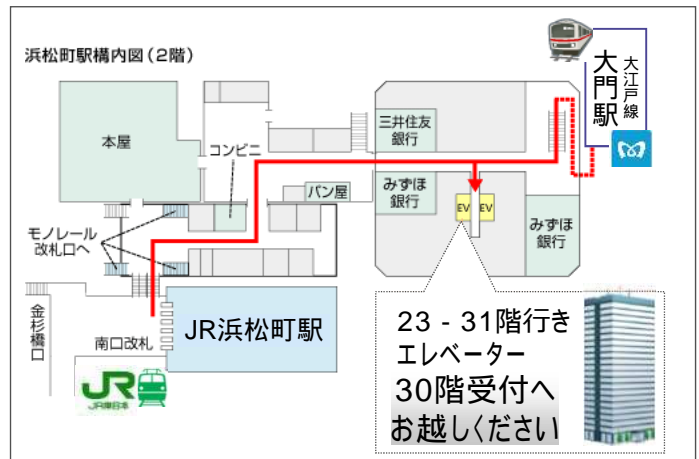 浜松町駅構内図(2階)
大江戸線
大門駅
本屋
コンビニ
三井住友
銀行
パン屋
みずほ
銀行
EV
EV
みずほ
銀行
モノレール
改札口へ
金杉橋口
南口改札
JR浜松町駅
JR
JR東日本
23 - 31階行き
エレベーター
30階受付へ
お越しください